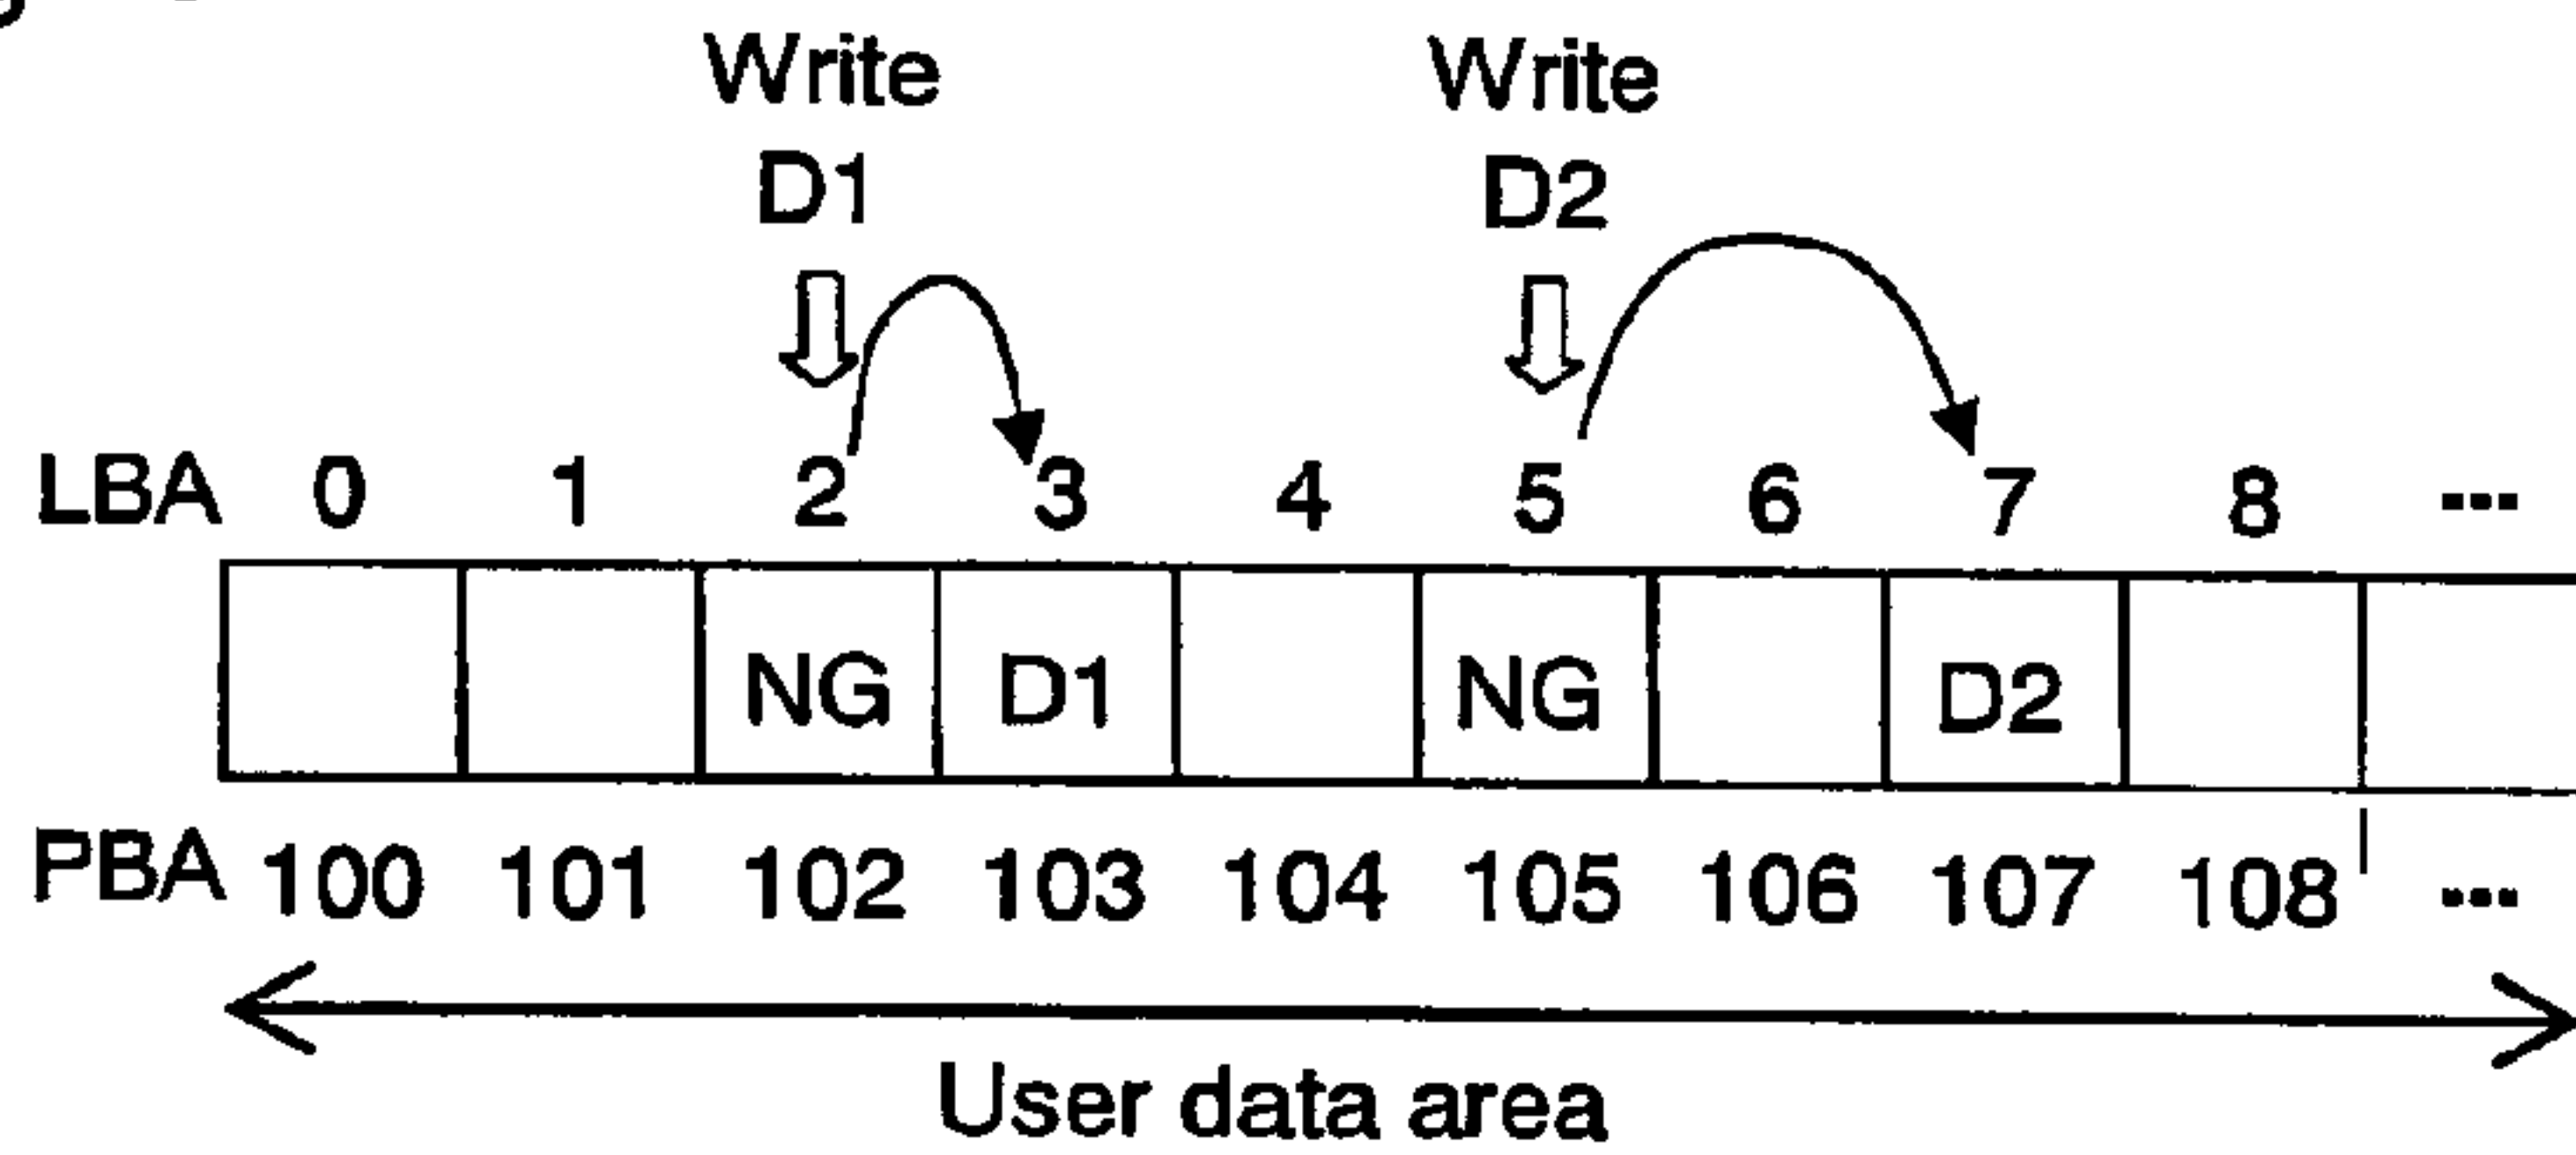 Write Write
D1 D2
LBA 0 1 2 3 4 5 6 7 8 ...
NG D1 NG D2
PBA 100 101 102 103 104 105 106 107 108 ...
User data area